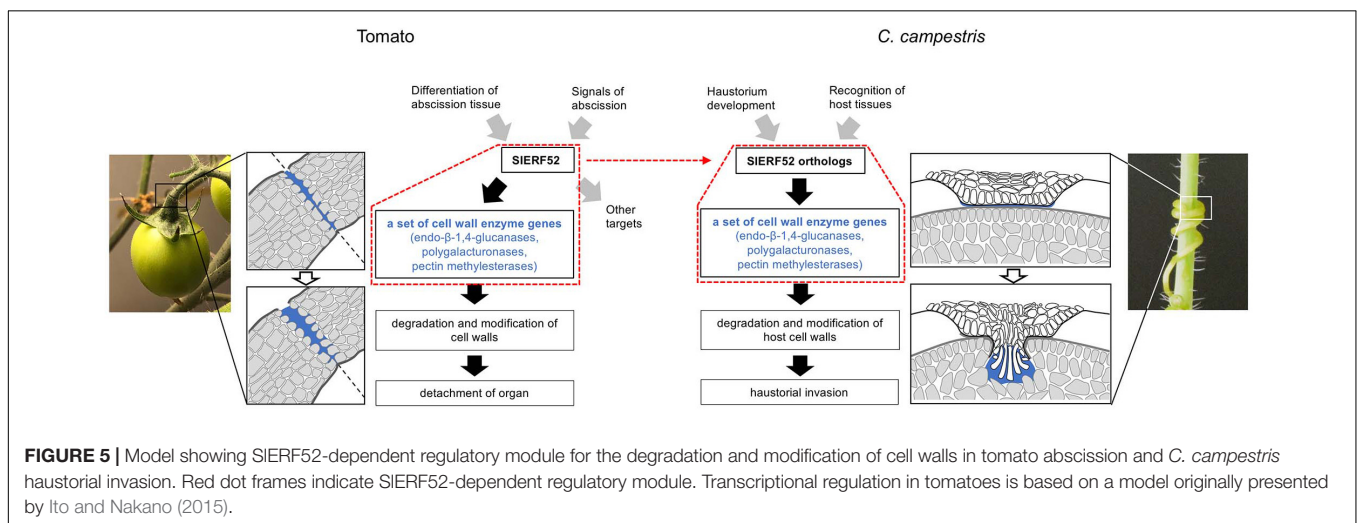 Tomato
C. campestris
Differentiation of
abscission tissue
Signals of
abscission
Haustorium
development
Recognition of
host tissues
SlERF52
SlERF52 orthologs
Other
targets
a set of cell wall enzyme genes
(endo-β-1,4-glucanases,
polygalacturonases,
pectin methylesterases)
a set of cell wall enzyme genes
(endo-β-1,4-glucanases,
polygalacturonases,
pectin methylesterases)
degradation and modification of
cell walls
degradation and modification of
host cell walls
detachment of organ
haustorial invasion
FIGURE 5 | Model showing SlERF52-dependent regulatory module for the degradation and modification of cell walls in tomato abscission and C. campestris
haustorial invasion. Red dot frames indicate SlERF52-dependent regulatory module. Transcriptional regulation in tomatoes is based on a model originally presented
by Ito and Nakano (2015).